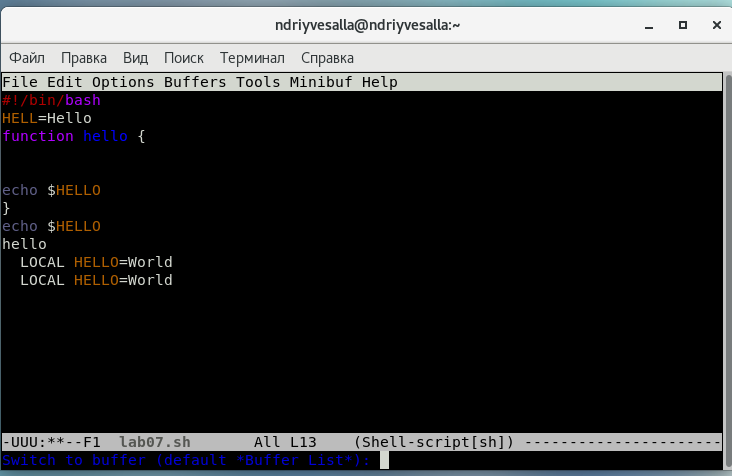 ndriyvesalla@ndriyvesalla:~
Файл Правка Вид Поиск Терминал Справка
File Edit Options Buffers Tools Minibuf Help
#!/bin/bash
HELL=Hello
function hello {
echo $HELLO
}
echo $HELLO
hello
  LOCAL HELLO=World
  LOCAL HELLO=World
-UUU:**--F1  lab07.sh       All L13    (Shell-script[sh]) ----------------------
Switch to buffer (default *Buffer List*):